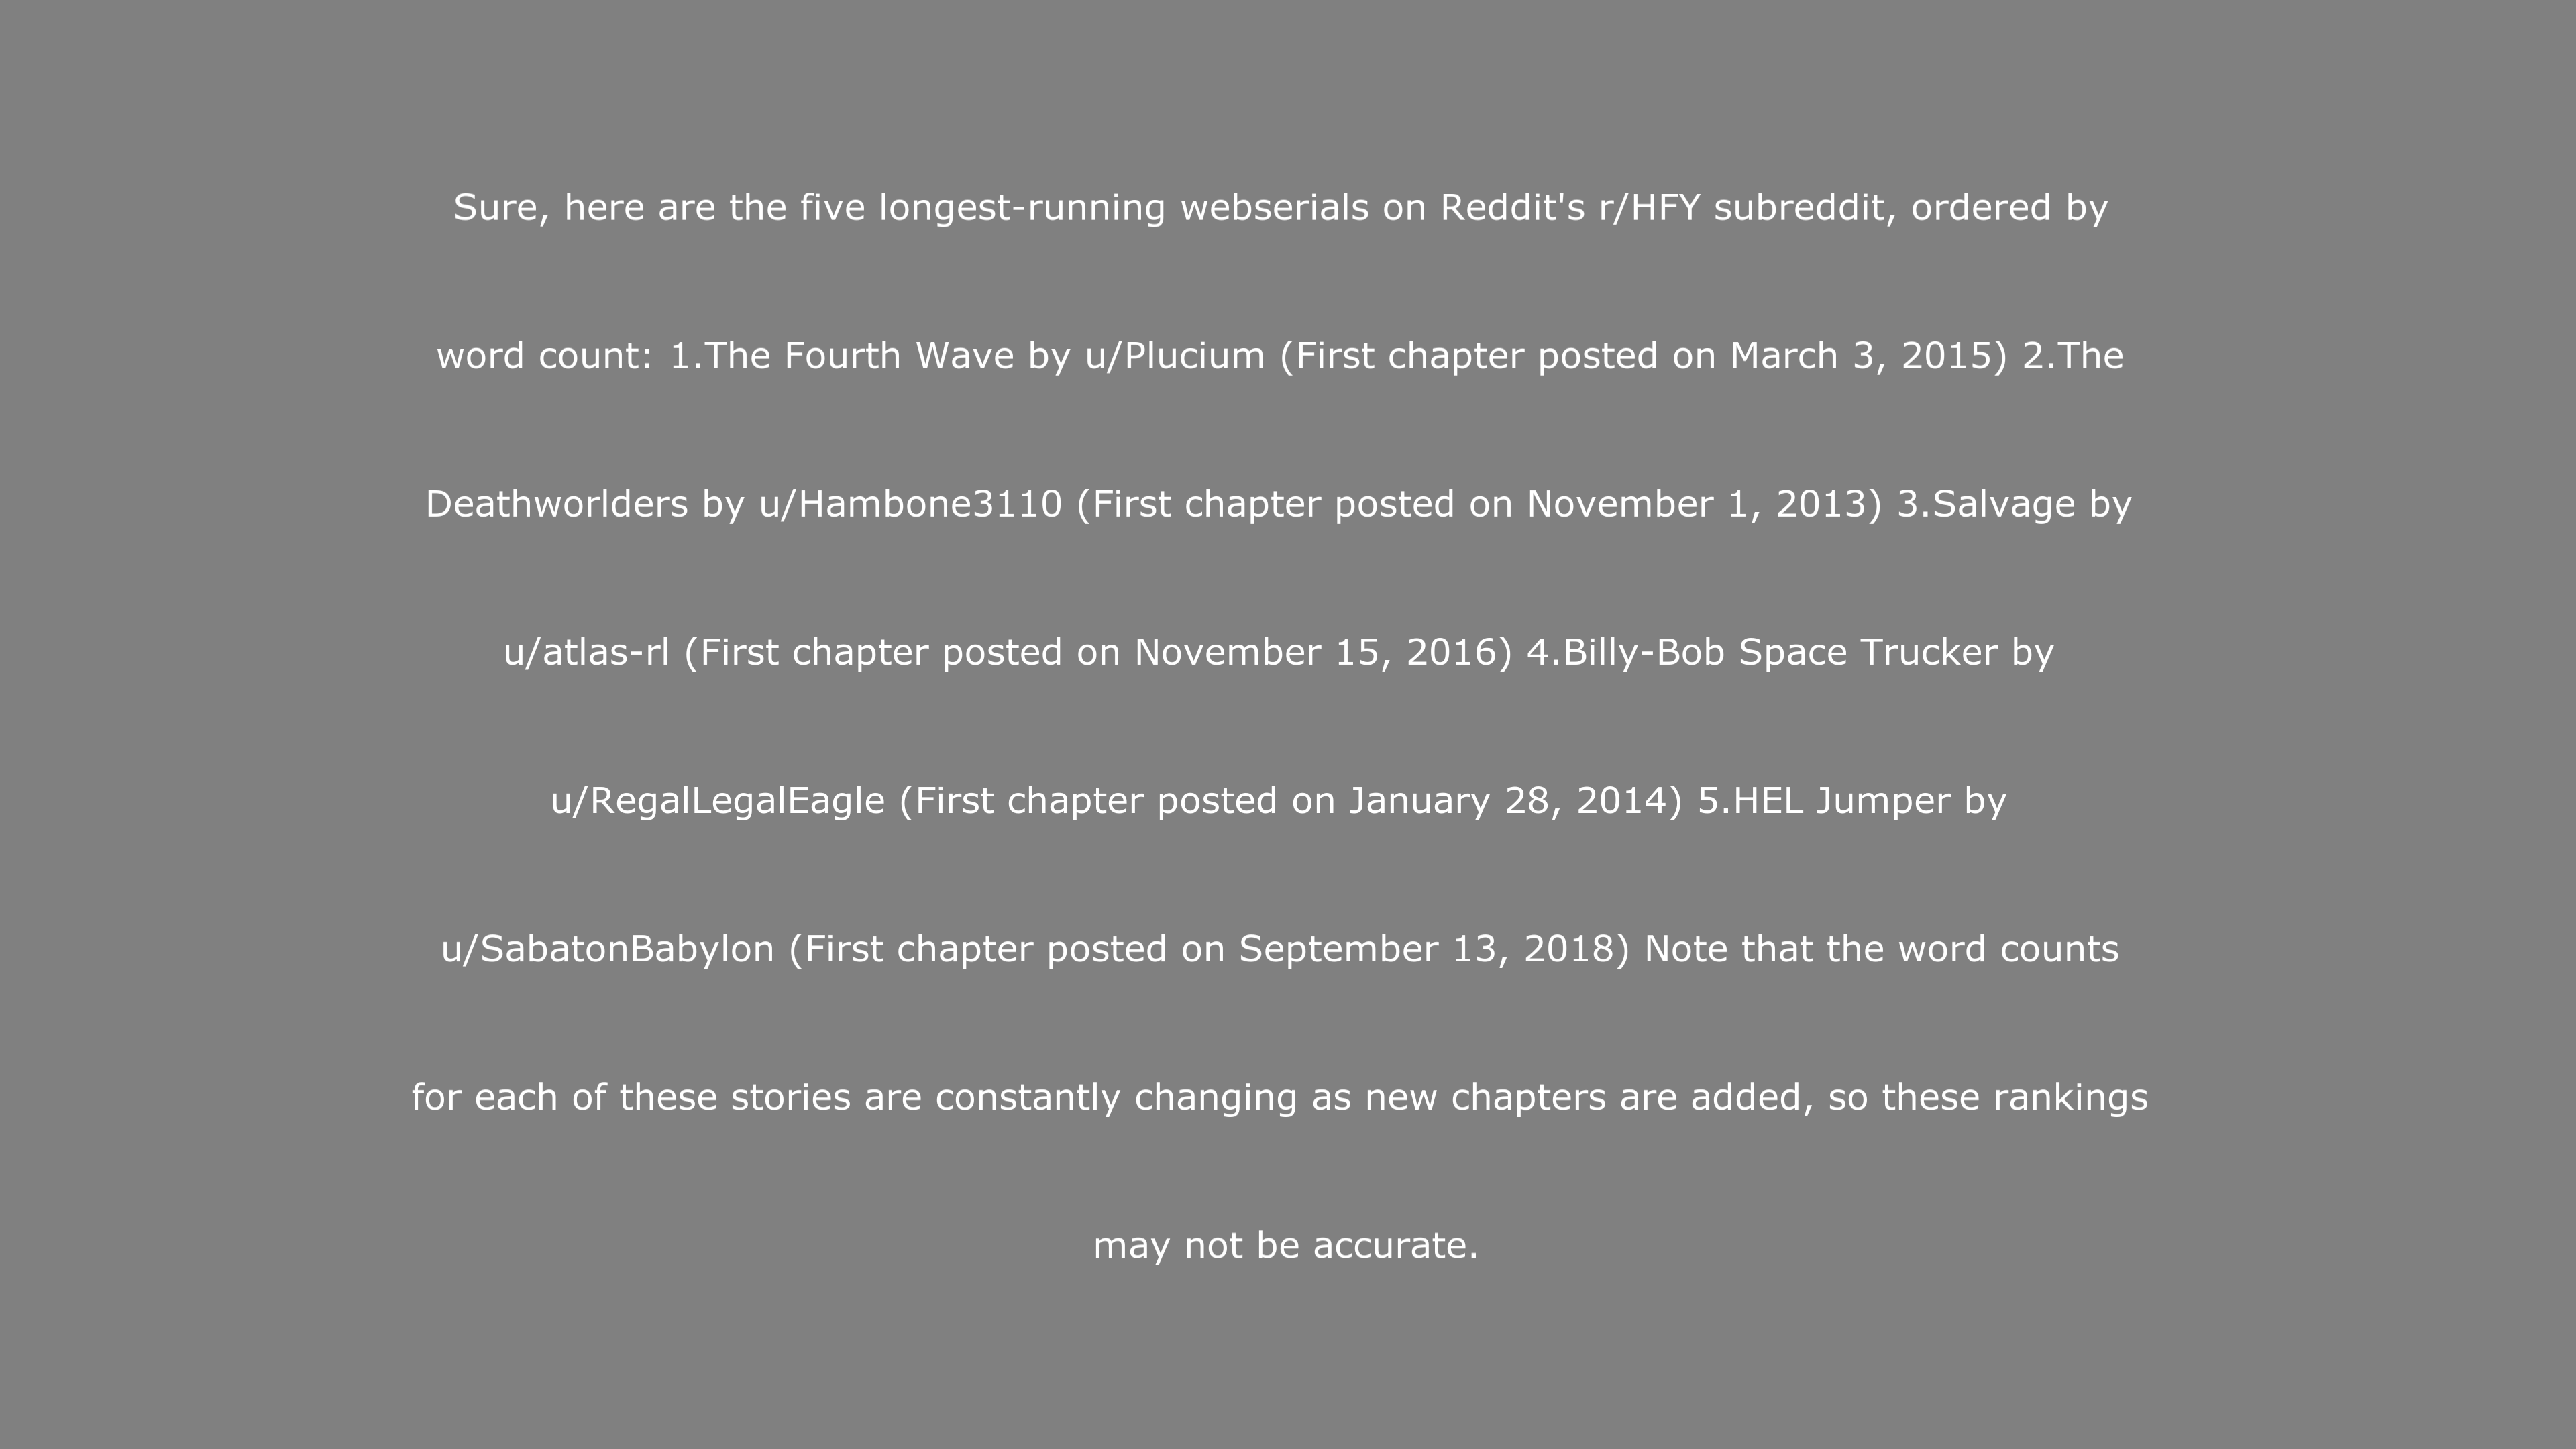 Sure, here are the five longest-running webserials on Reddit's r/HFY subreddit, ordered by
word count: 1.The Fourth Wave by u/Plucium (First chapter posted on March 3, 2015) 2.The
Deathworlders by u/Hambone3110 (First chapter posted on November 1, 2013) 3.Salvage by
u/atlas-rl (First chapter posted on November 15, 2016) 4.Billy-Bob Space Trucker by
u/RegalLegalEagle (First chapter posted on January 28, 2014) 5.HEL Jumper by
u/SabatonBabylon (First chapter posted on September 13, 2018) Note that the word counts
for each of these stories are constantly changing as new chapters are added, so these rankings
may not be accurate.